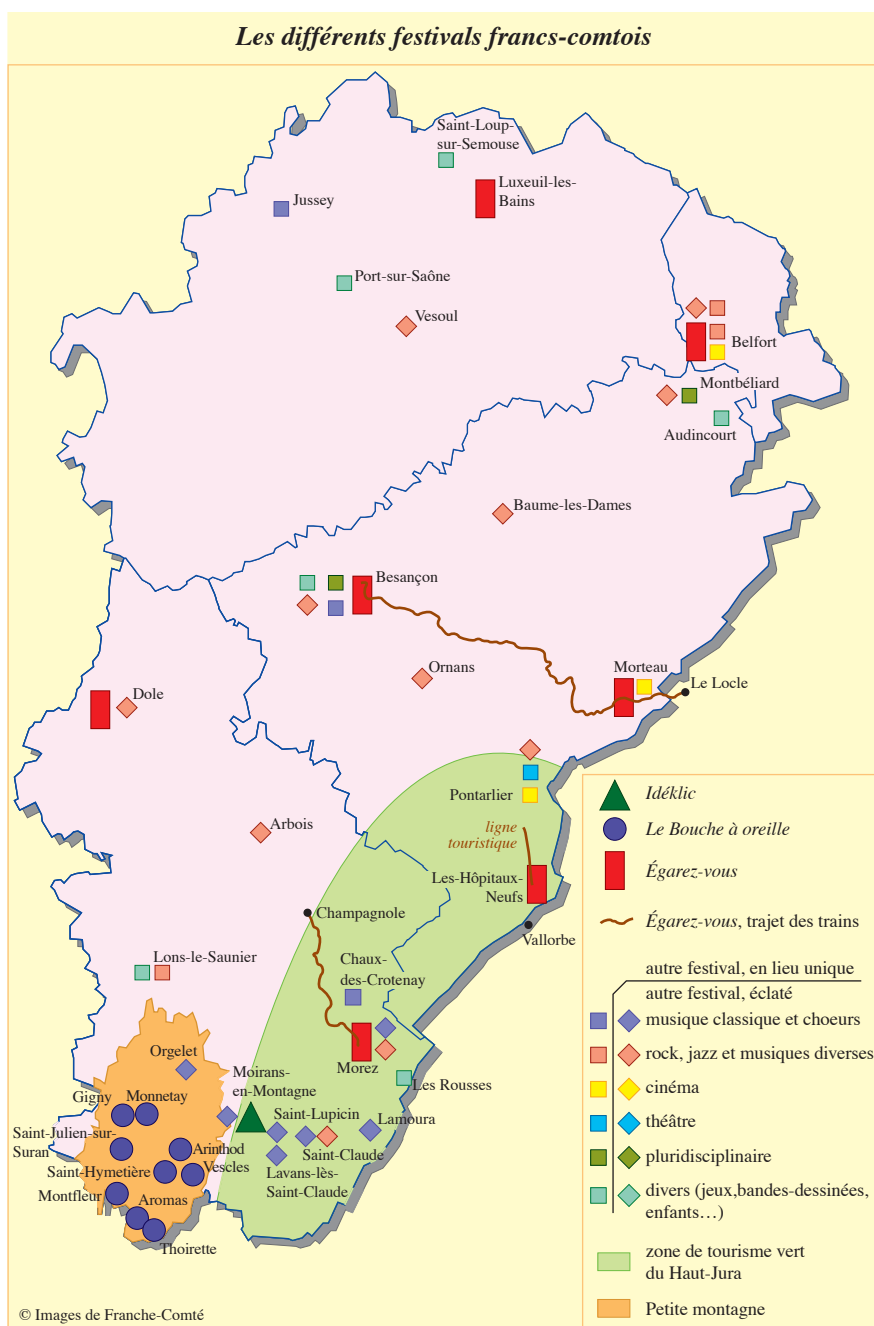 Les différents festivals francs-comtois
Saint-Loup-
sur-Semouse
Luxeuil-les-
Bains
Jussey
Port-sur-Saône
Vesoul
Belfort
Montbéliard
Audincourt
Baume-les-Dames
Besançon
Ornans
Morteau
Le Locle
Dole
Pontarlier
ligne
touristique
Arbois
Les-Hôpitaux-
Neufs
Champagnole
Vallorbe
Lons-le-Saunier
Chaux-
des-Crotenay
Orgelet
Morez
Moirans-
en-Montagne
Les Rousses
Gigny
Monnetay
Saint-Lupicin
Lamoura
Saint-Julien-sur-
Suran
Arinthod
Saint-Claude
Saint-Hymetière
Vescles
Lavans-lès-
Saint-Claude
Montfleur
Aromas
Thoirette
Idéklic
Le Bouche à oreille
Égarez-vous
Égarez-vous, trajet des trains
autre festival, en lieu unique
autre festival, éclaté
musique classique et choeurs
rock, jazz et musiques diverses
cinéma
théâtre
pluridisciplinaire
divers (jeux,bandes-dessinées,
enfants…)
zone de tourisme vert
du Haut-Jura
Petite montagne
© Images de Franche-Comté